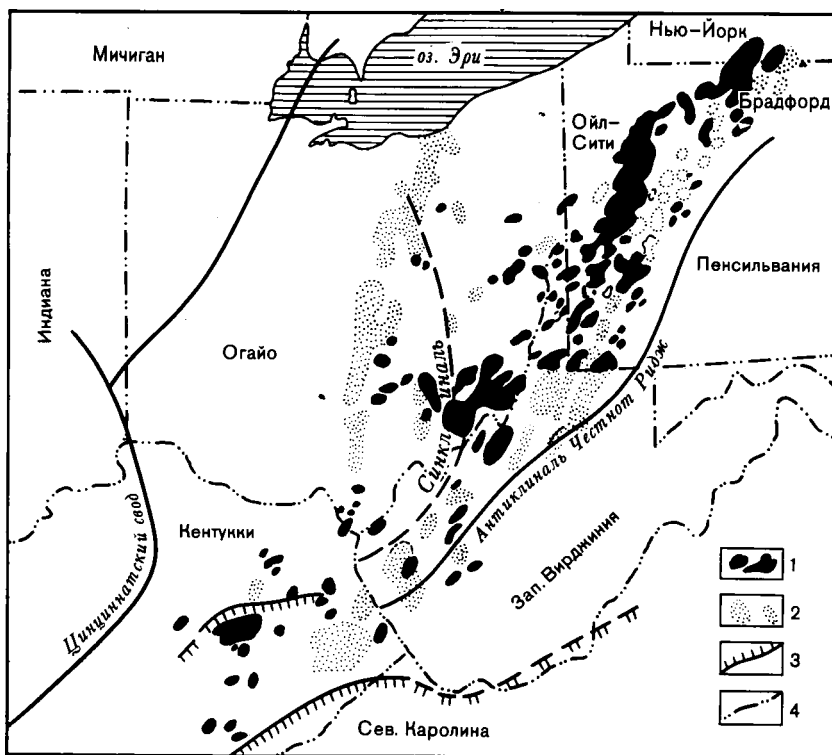 Мичиган
оз. Эри
Нью-Йорк
Брадфорд
Ойл-
Сити
Пенсильвания
Индиана
Огайо
Синклиналь
Антиклиналь Честнот Ридж
Цинциннатский свод
Кентукки
Зап. Вирджиния
Сев. Каролина
1
2
3
4